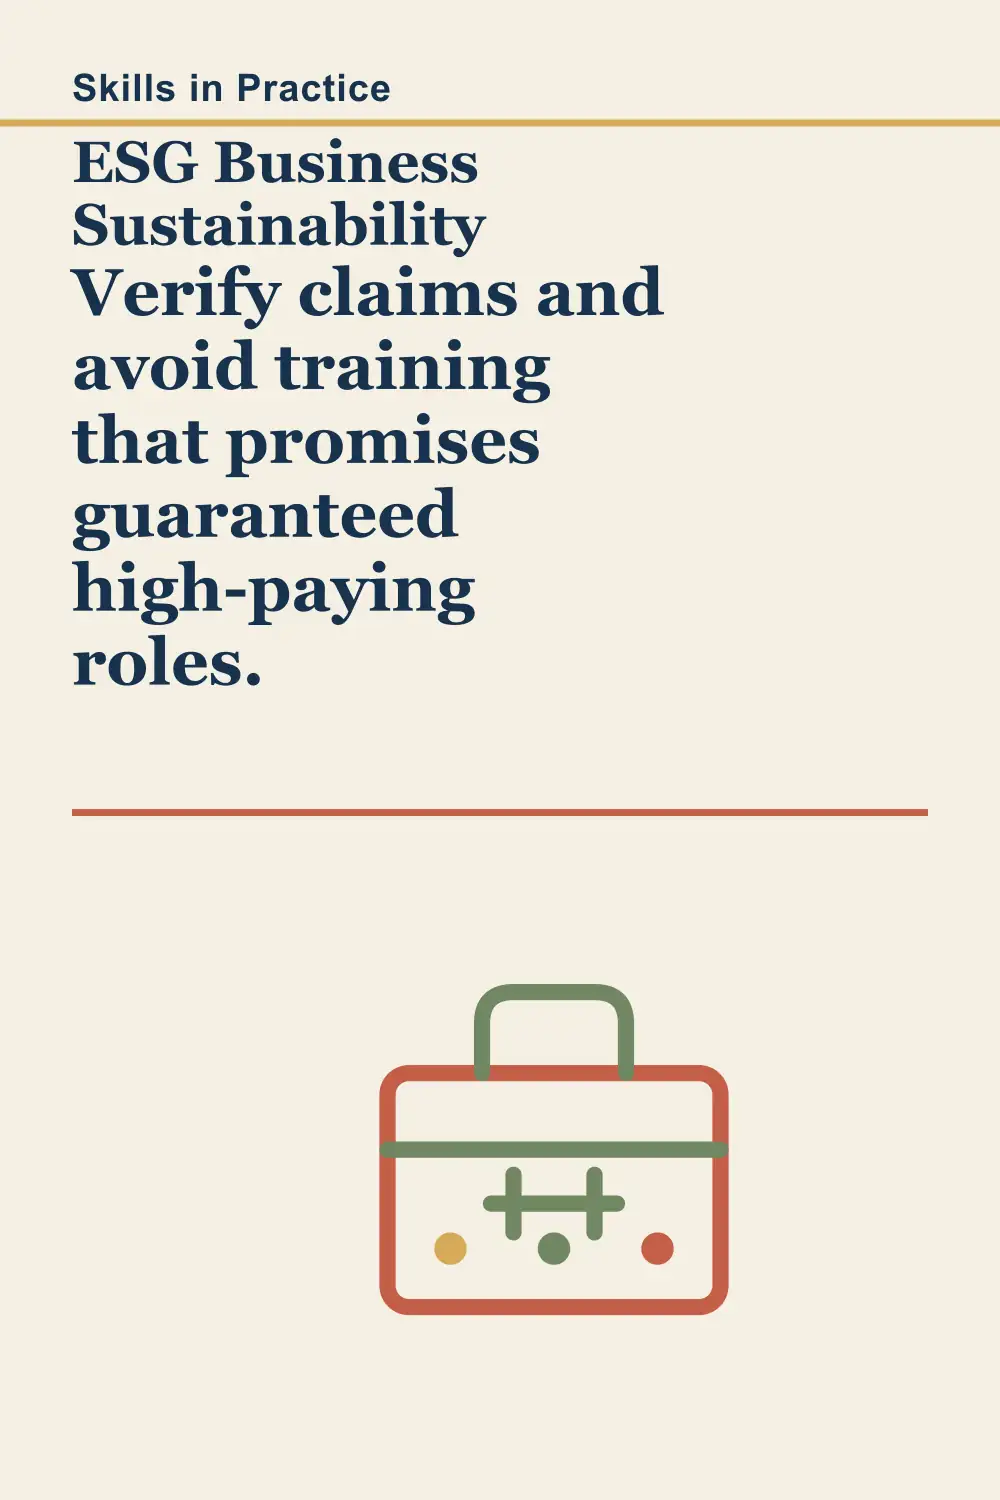 Skills in Practice
ESG Business
Sustainability
Verify claims and
avoid training
that promises
guaranteed
high-paying
roles.